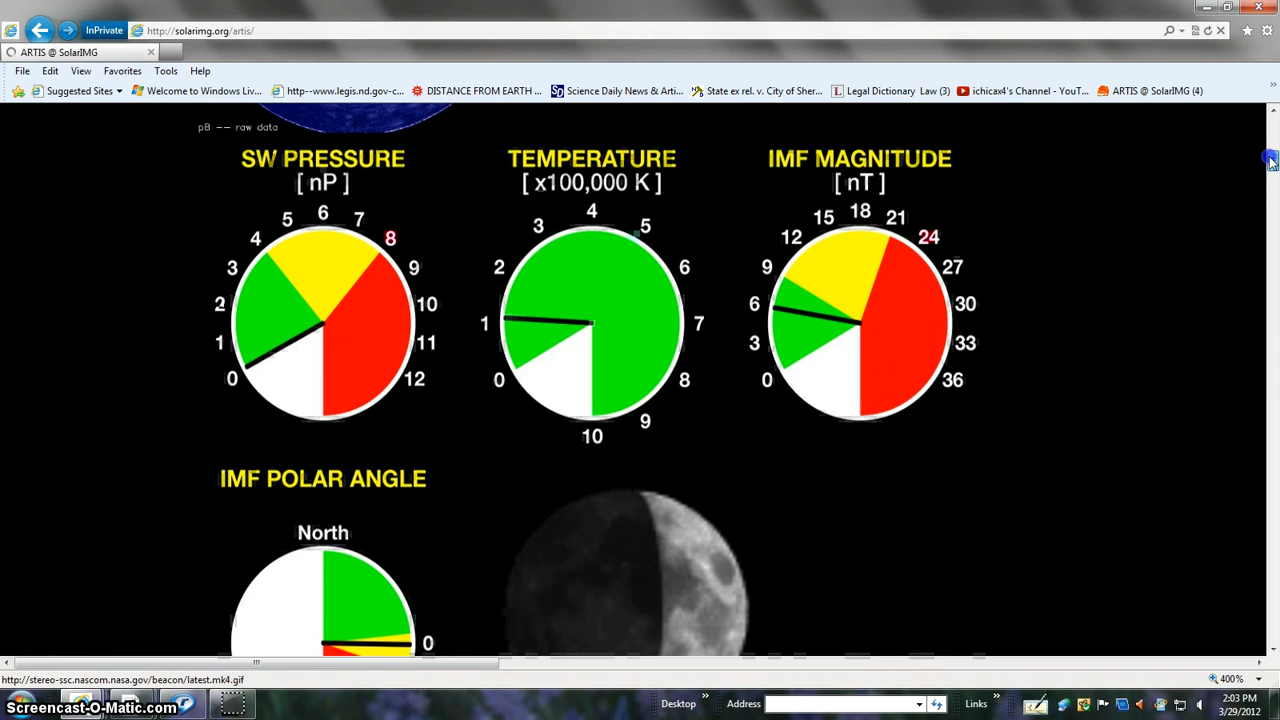 InPrivate
http://solarimg.org/artis/
ARTIS @ SolarIMG
File Edit View Favorites Tools Help
Suggested Sites
Welcome to Windows Liv...
http--www.legis.nd.gov-c...
DISTANCE FROM EARTH ...
Sp Science Daily News & Arti...
State ex rel. v. City of Sher...
L Legal Dictionary Law (3)
ichicax4's Channel - YouT...
ARTIS @ SolarIMG (4)
pB -- raw data
SW PRESSURE
[ nP ]
0 1 2 3 4 5 6 7 8 9 10 11 12
TEMPERATURE
[ x100,000 K ]
0 1 2 3 4 5 6 7 8 9 10
IMF MAGNITUDE
[ nT ]
0 3 6 9 12 15 18 21 24 27 30 33 36
IMF POLAR ANGLE
North
0
http://stereo-ssc.nascom.nasa.gov/beacon/latest.mk4.gif
400%
Screencast-O-Matic.com
Desktop
Address
Links
2:03 PM
3/29/2012